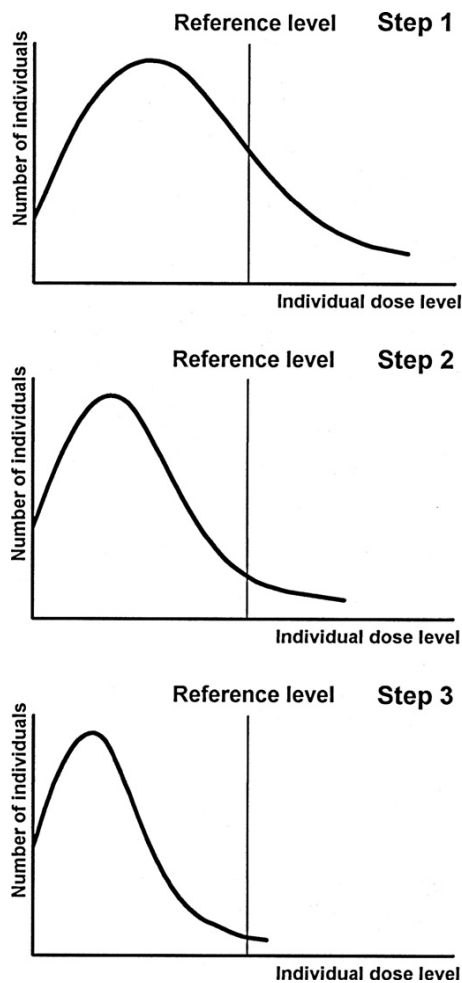 Reference level Step 1
Number of individuals
Individual dose level
Reference level Step 2
Number of individuals
Individual dose level
Reference level Step 3
Number of individuals
Individual dose level